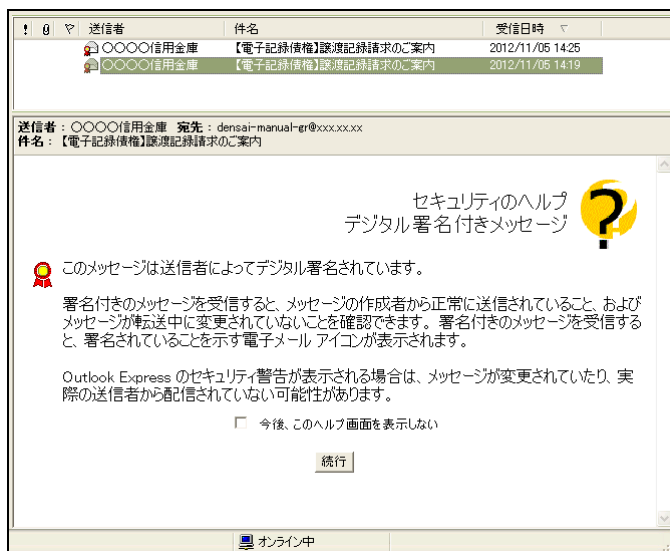 ! 送信者 件名 受信日時
〇〇〇〇信用金庫 【電子記録債権】譲渡記録請求のご案内 2012/11/05 14:25
〇〇〇〇信用金庫 【電子記録債権】譲渡記録請求のご案内 2012/11/05 14:19
送信者：〇〇〇〇信用金庫 宛先：densai-manual-gr@xxx.xx.xx
件名：【電子記録債権】譲渡記録請求のご案内
セキュリティのヘルプ
デジタル署名付きメッセージ
?
このメッセージは送信者によってデジタル署名されています。
署名付きのメッセージを受信すると、メッセージの作成者から正常に送信されていること、および
メッセージが転送中に変更されていないことを確認できます。署名付きのメッセージを受信する
と、署名されていることを示す電子メール アイコンが表示されます。
Outlook Express のセキュリティ警告が表示される場合は、メッセージが変更されていたり、実
際の送信者から配信されていない可能性があります。
今後、このヘルプ画面を表示しない
続行
オンライン中